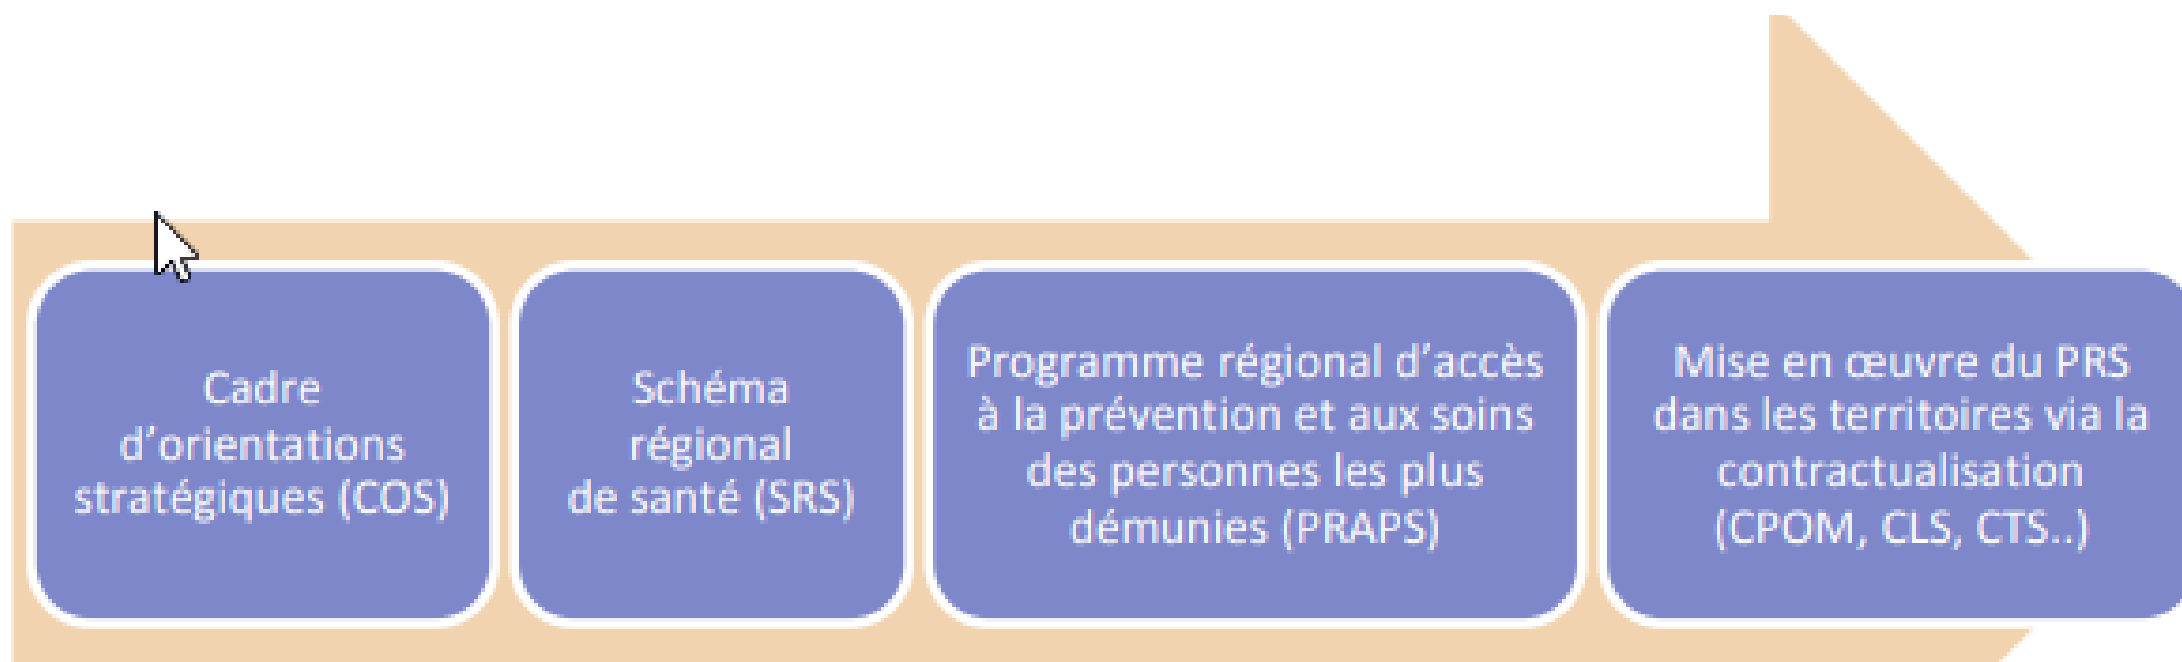 Cadre
d’orientations
stratégiques (COS)
Schéma
régional
de santé (SRS)
Programme régional d’accès
à la prévention et aux soins
des personnes les plus
démunies (PRAPS)
Mise en œuvre du PRS
dans les territoires via la
contractualisation
(CPOM, CLS, CTS..)